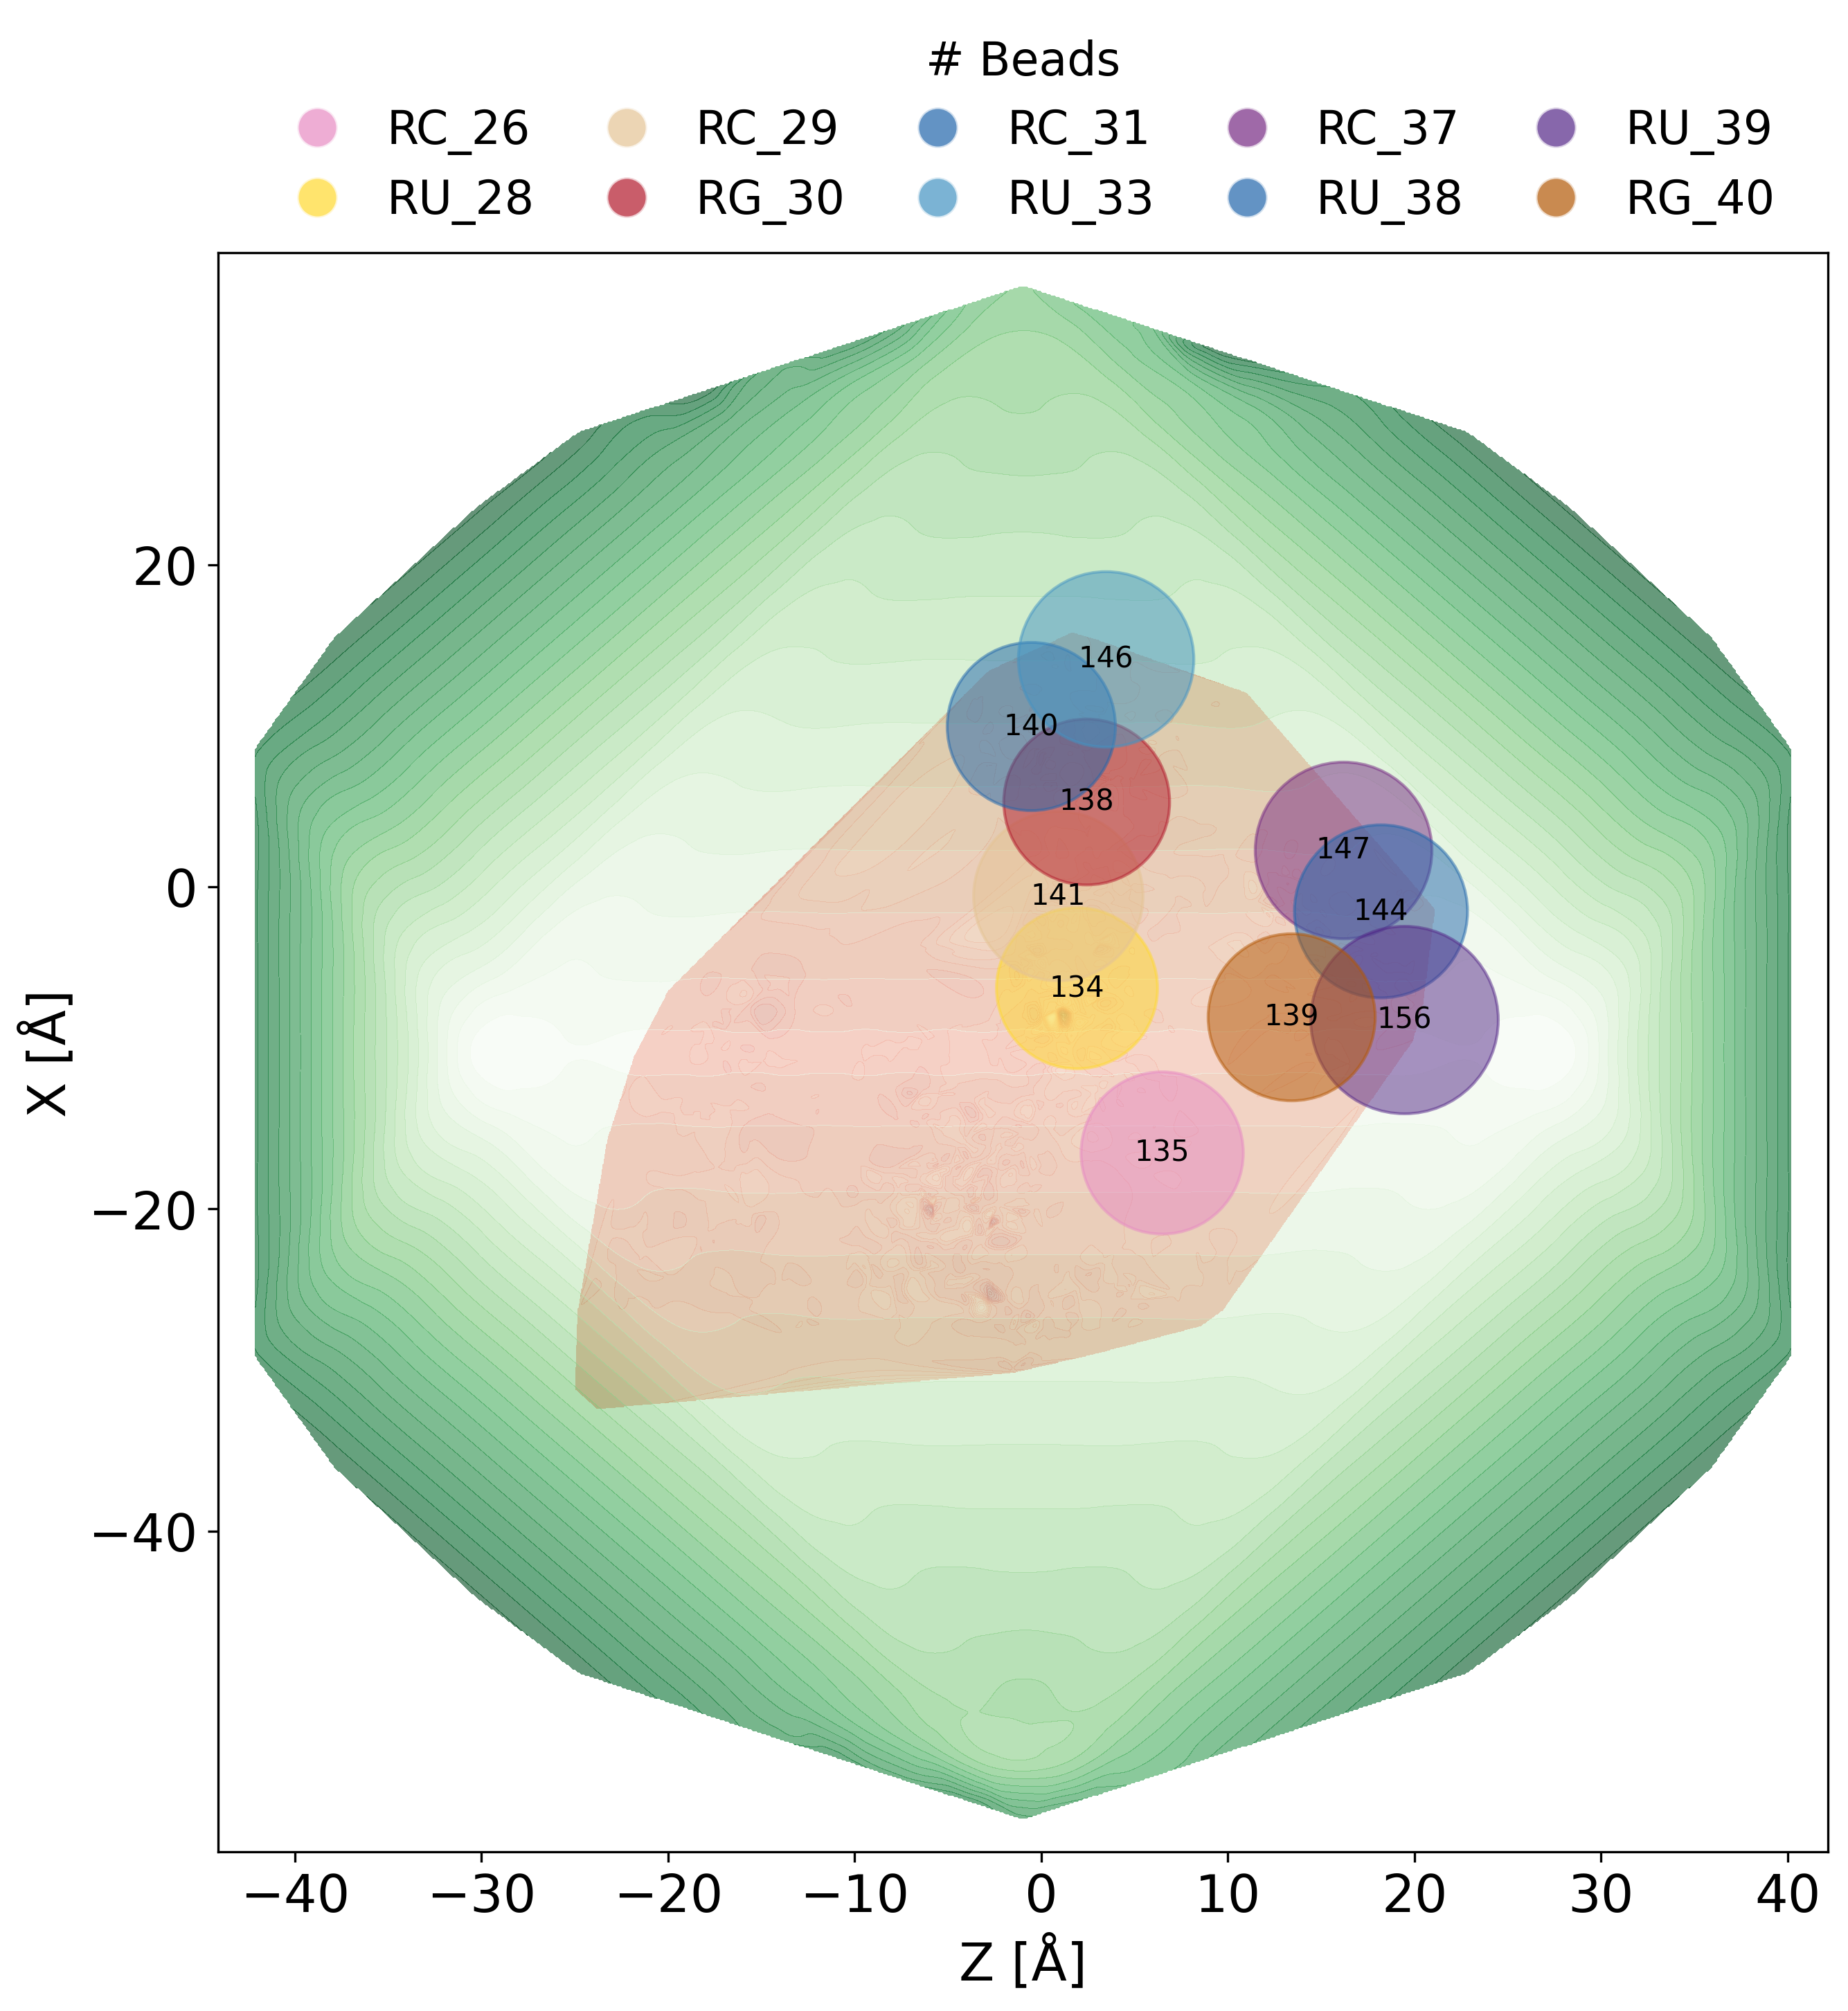 # Beads
RC_26 RC_29 RC_31 RC_37 RU_39
RU_28 RG_30 RU_33 RU_38 RG_40
20
0
−20
−40
X [Å]
146
140
138
147
141
144
134
139 156
135
−40 −30 −20 −10 0 10 20 30 40
Z [Å]